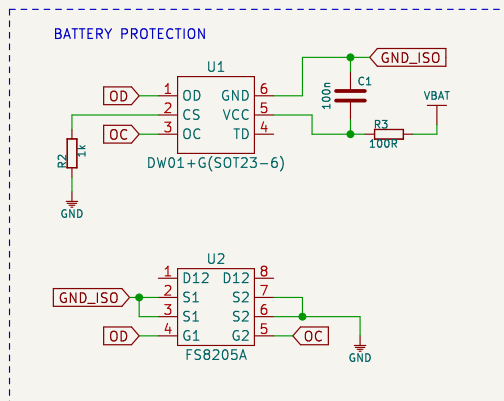 BATTERY PROTECTION
U1
GND_ISO
OD
1
OD
GND
6
100n
C1
2
CS
VCC
5
VBAT
OC
3
OC
TD
4
R3
100R
R2
1k
DW01+G(SOT23-6)
GND
U2
1
D12
D12
8
GND_ISO
2
S1
S2
7
3
S1
S2
6
OD
4
G1
G2
5
OC
FS8205A
GND